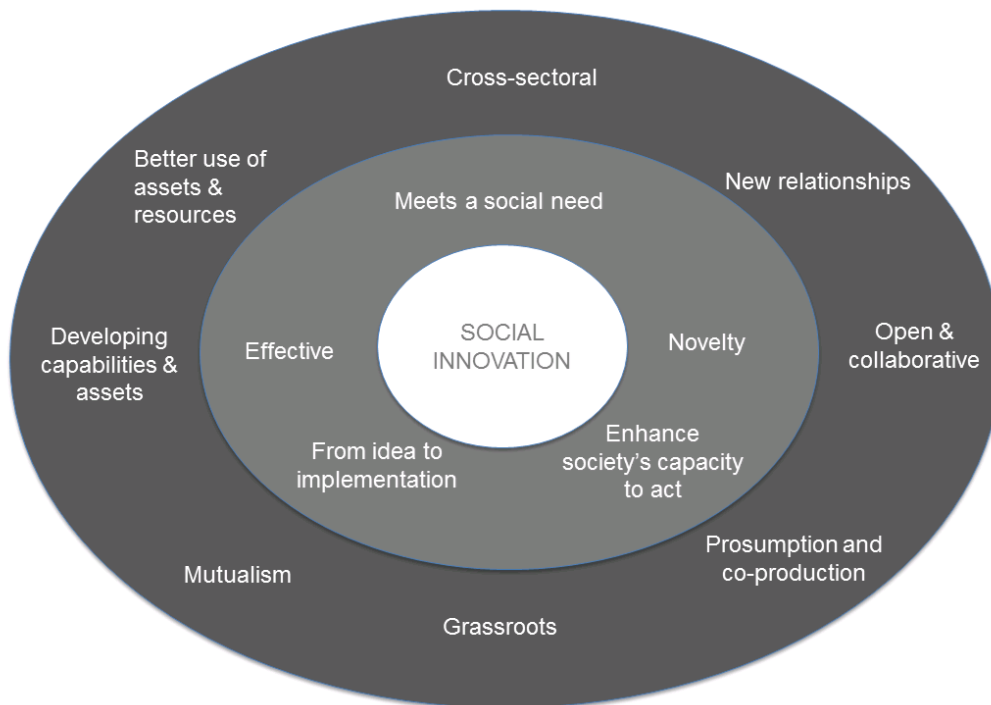 Cross-sectoral
Better use of
assets &
resources
New relationships
Meets a social need
Developing
capabilities &
assets
Effective
SOCIAL
INNOVATION
Novelty
Open &
collaborative
From idea to
implementation
Enhance
society's capacity
to act
Mutualism
Prosumption and
co-production
Grassroots